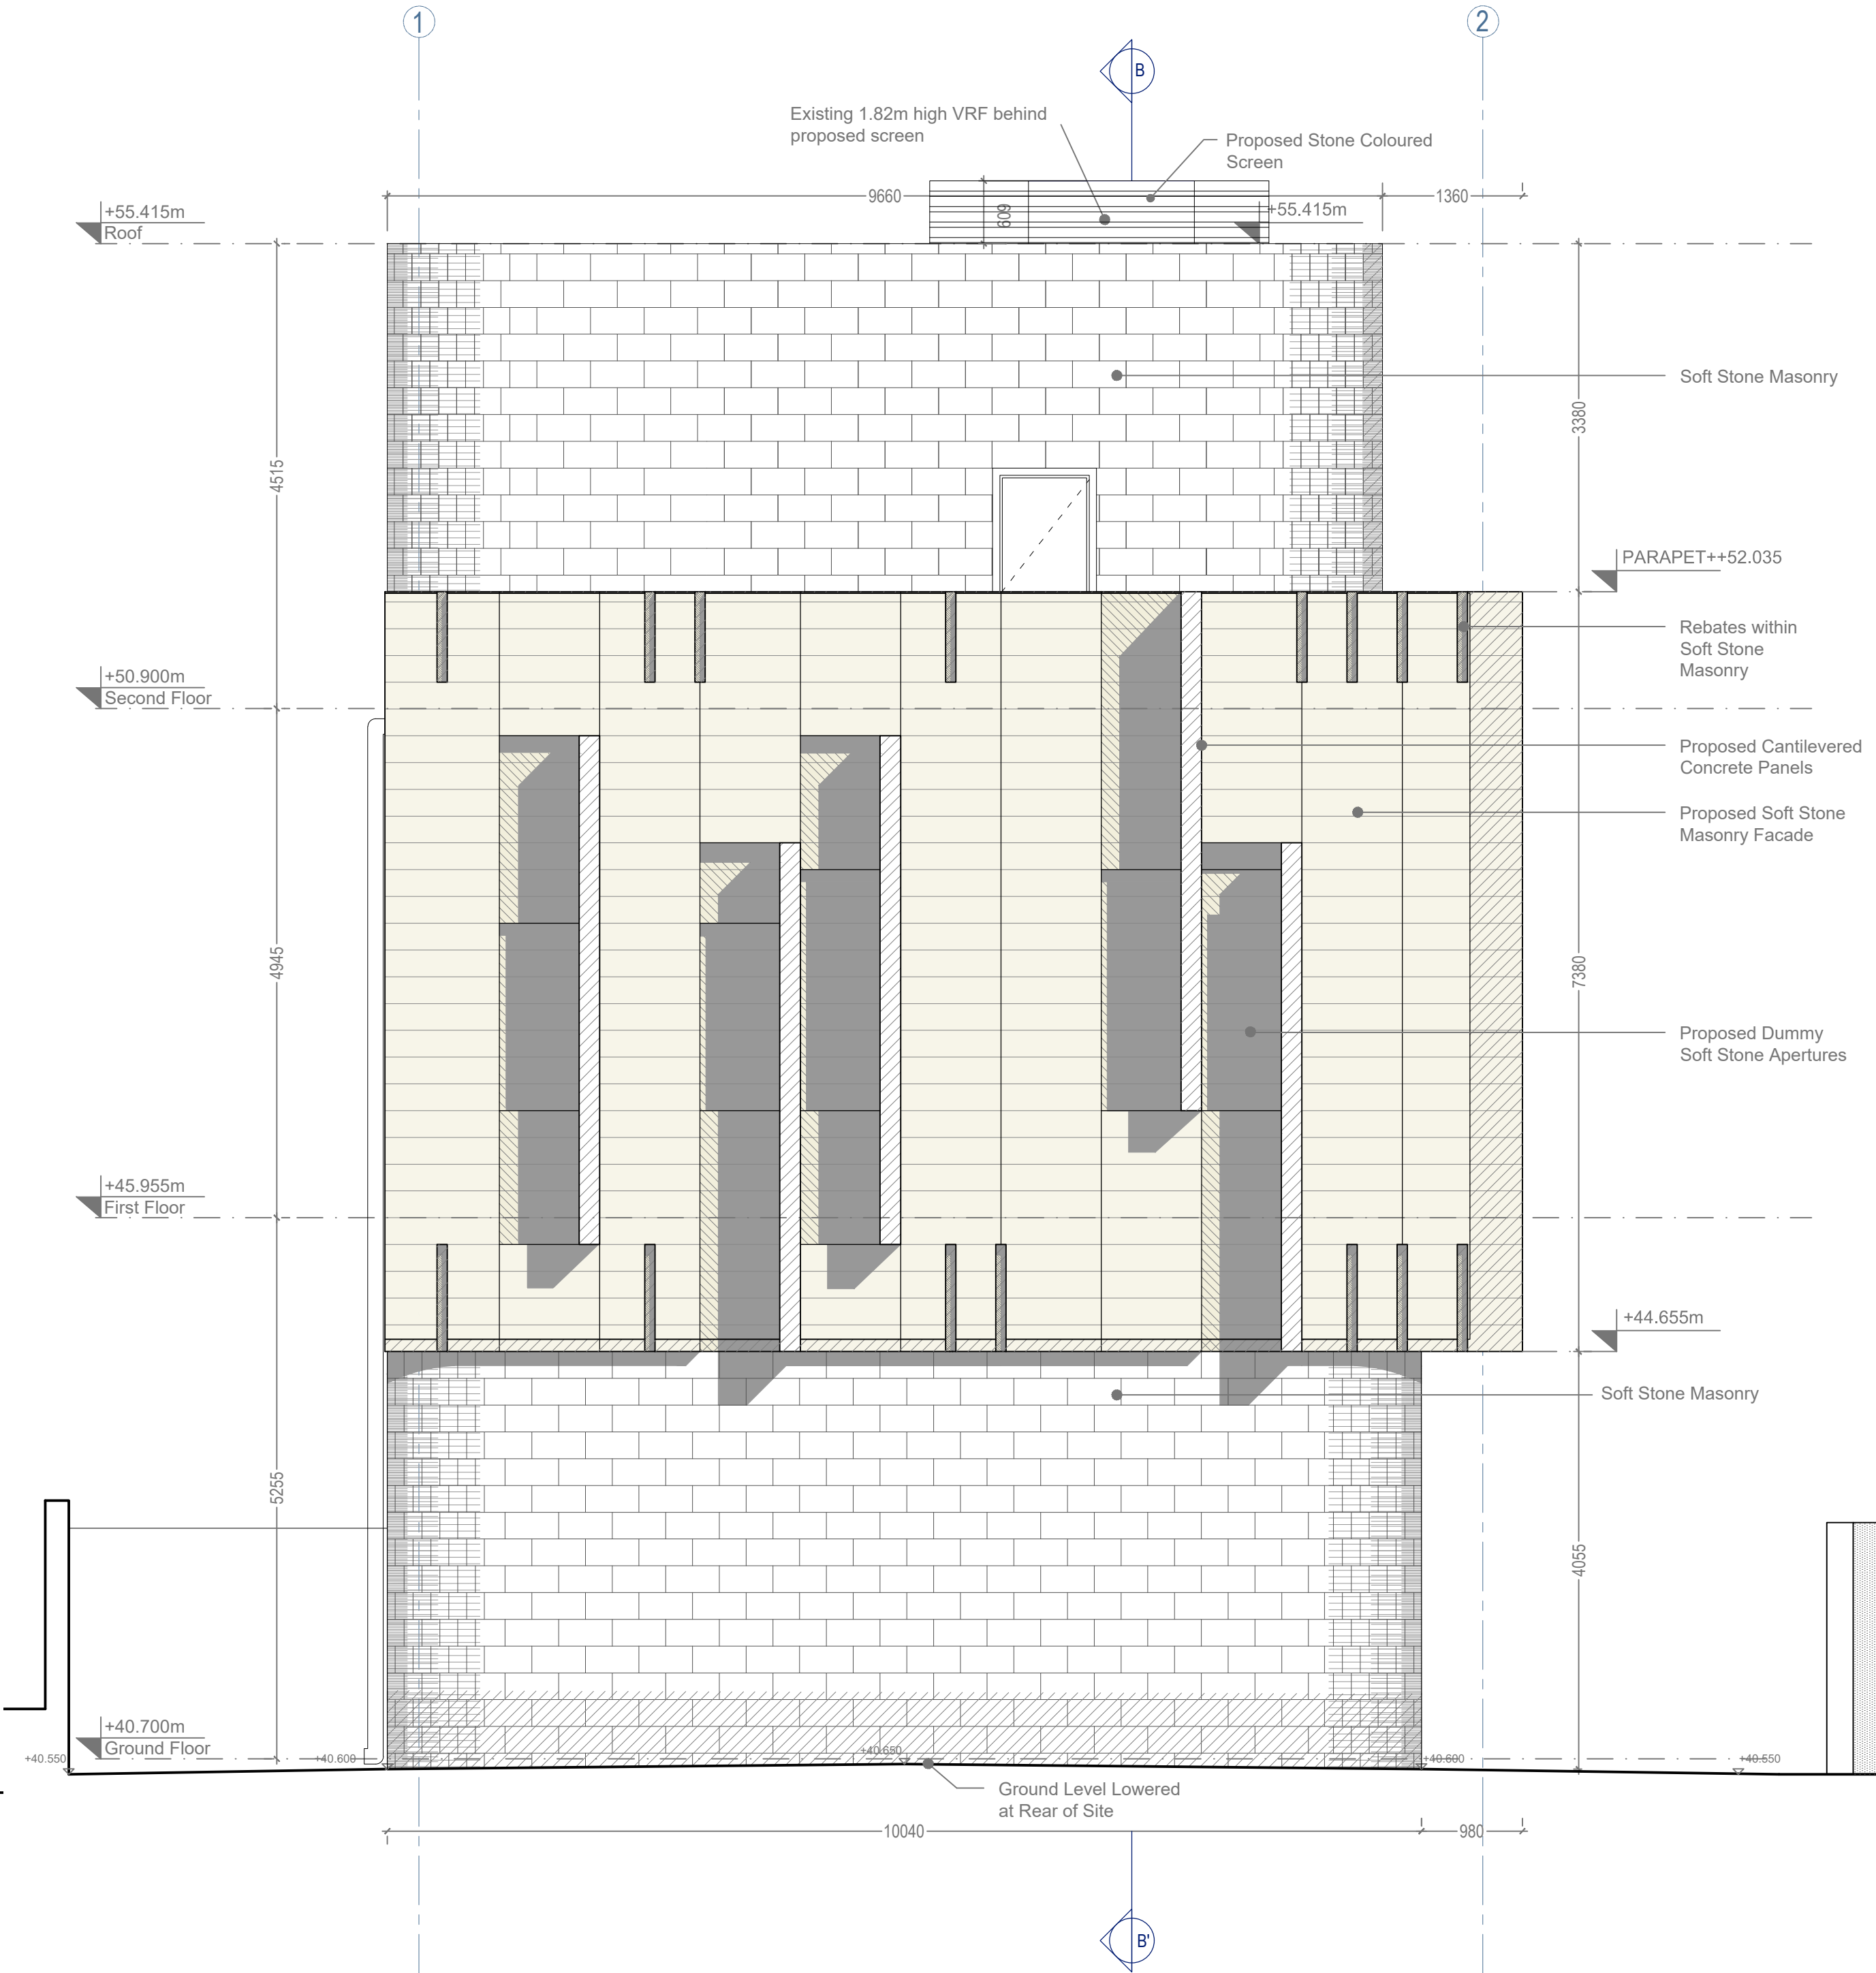 1
2
B
Existing 1.82m high VRF behind
proposed screen
Proposed Stone Coloured
Screen
9660
1360
609
+55.415m
Roof
+55.415m
Soft Stone Masonry
3380
4515
PARAPET++52.035
Rebates within
Soft Stone
Masonry
+50.900m
Second Floor
Proposed Cantilevered
Concrete Panels
Proposed Soft Stone
Masonry Facade
4945
7380
Proposed Dummy
Soft Stone Apertures
+45.955m
First Floor
+44.655m
Soft Stone Masonry
5255
4055
+40.700m
Ground Floor
+40.550
+40.600
+40.650
+40.600
+40.550
Ground Level Lowered
at Rear of Site
10040
980
B'